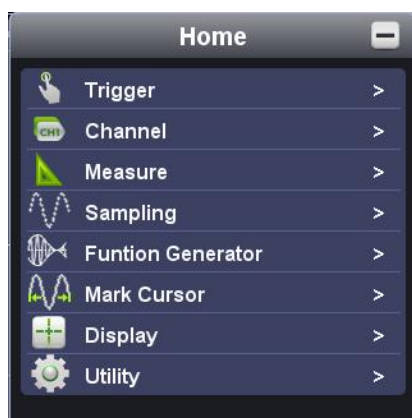 Home
Trigger >
CH1 Channel >
Measure >
Sampling >
Funtion Generator >
Mark Cursor >
Display >
Utility >